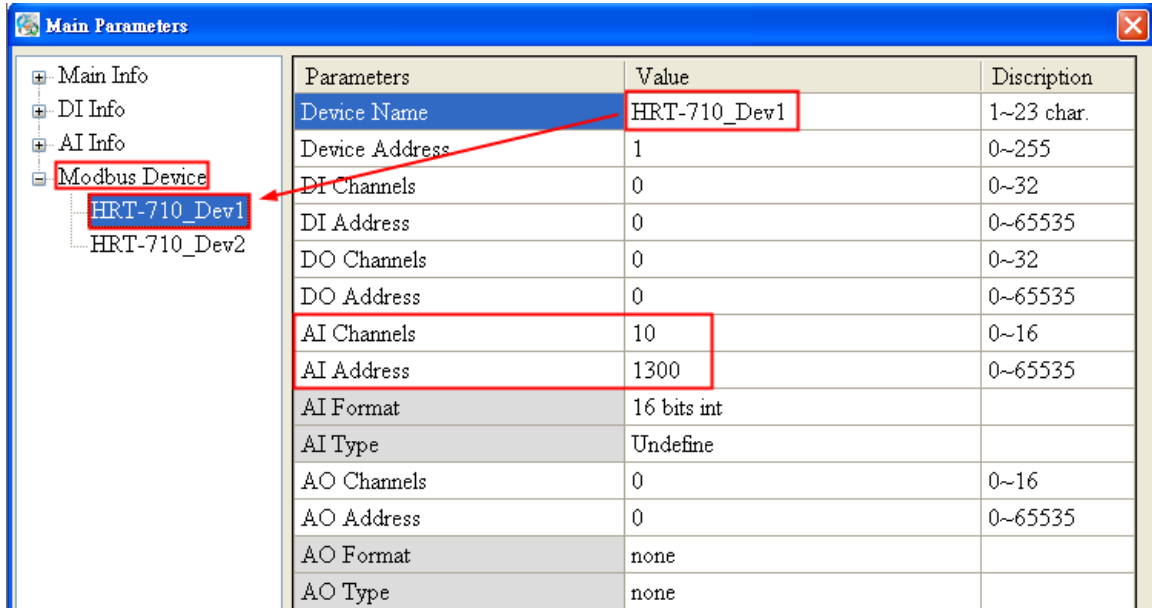 Main Parameters
Main Info
DI Info
AI Info
Modbus Device
HRT-710_Dev1
HRT-710_Dev2
Parameters Value Discription
Device Name HRT-710_Dev1 1~23 char.
Device Address 1 0~255
DI Channels 0 0~32
DI Address 0 0~65535
DO Channels 0 0~32
DO Address 0 0~65535
AI Channels 10 0~16
AI Address 1300 0~65535
AI Format 16 bits int
AI Type Undefine
AO Channels 0 0~16
AO Address 0 0~65535
AO Format none
AO Type none